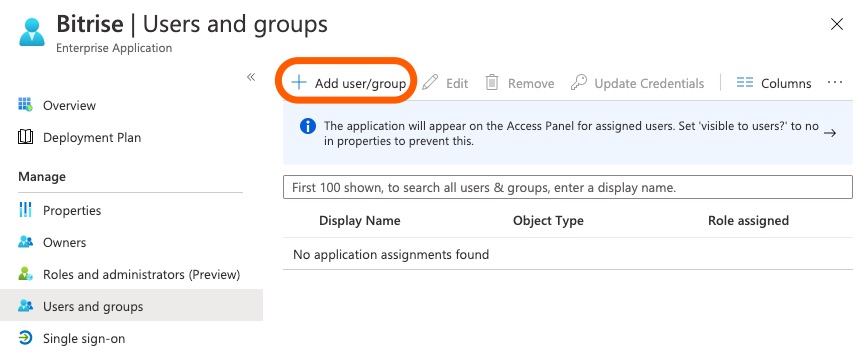 Bitrise | Users and groups
Enterprise Application
Overview
Deployment Plan
Manage
Properties
Owners
Roles and administrators (Preview)
Users and groups
Single sign-on
Add user/group Edit Remove Update Credentials Columns
The application will appear on the Access Panel for assigned users. Set 'visible to users?' to no
in properties to prevent this.
First 100 shown, to search all users & groups, enter a display name.
Display Name Object Type Role assigned
No application assignments found